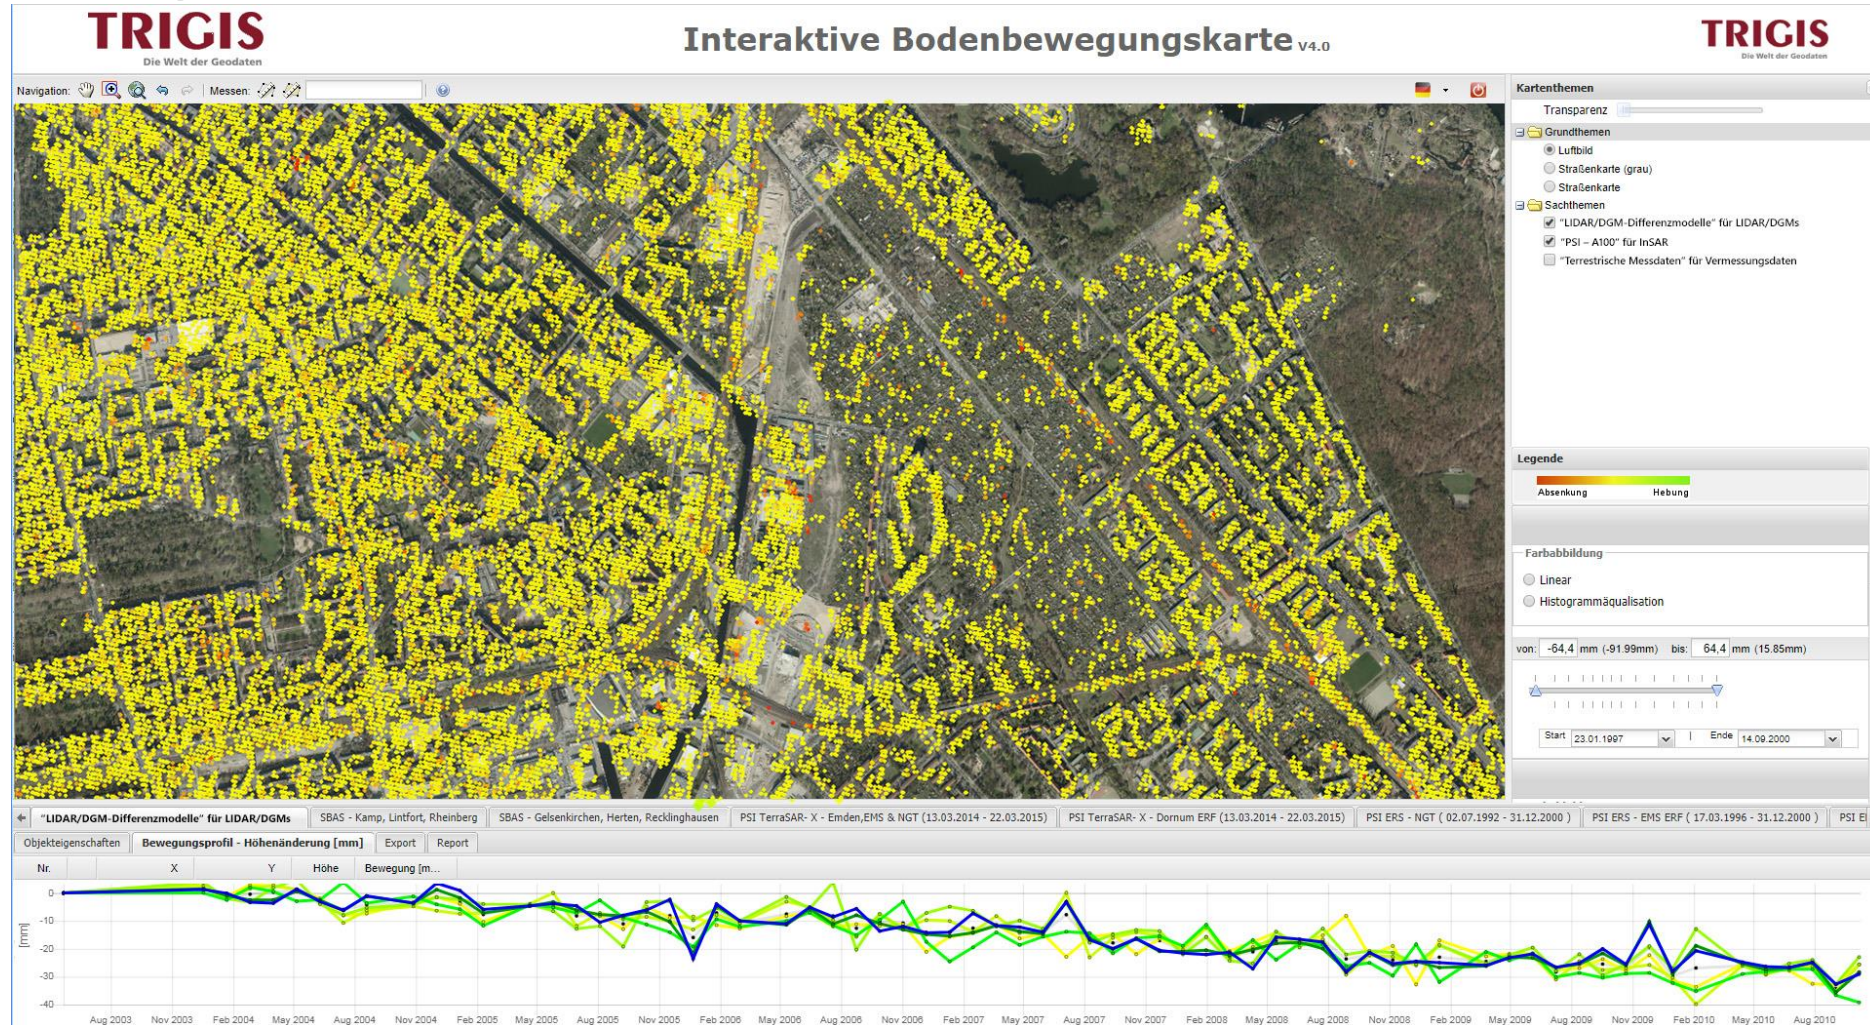 TRIGIS
Die Welt der Geodaten
Interaktive Bodenbewegungskarte V4.0
TRIGIS
Die Welt der Geodaten
Navigation: Messen:
Kartenthemen
Transparenz
Grundthemen
Luftbild
Straßenkarte (grau)
Straßenkarte
Sachthemen
"LIDAR/DGM-Differenzmodelle" für LIDAR/DGMs
"PSI – A100" für InSAR
"Terrestrische Messdaten" für Vermessungsdaten
Legende
Absenkung Hebung
Farbabbildung
Linear
Histogrammäqualisation
von: -64,4 mm (-91.99mm) bis: 64,4 mm (15.85mm)
Start 23.01.1997 | Ende 14.09.2000
"LIDAR/DGM-Differenzmodelle" für LIDAR/DGMs SBAS - Kamp, Lintfort, Rheinberg SBAS - Gelsenkirchen, Herten, Recklinghausen PSI TerraSAR- X - Emden,EMS & NGT (13.03.2014 - 22.03.2015) PSI TerraSAR- X - Dornum ERF (13.03.2014 - 22.03.2015) PSI ERS - NGT ( 02.07.1992 - 31.12.2000 ) PSI ERS - EMS ERF ( 17.03.1996 - 31.12.2000 ) PSI
Objekteigenschaften Bewegungsprofil - Höhenänderung [mm] Export Report
Nr. X Y Höhe Bewegung [m...
[mm]
0
-10
-20
-30
-40
Aug 2003 Nov 2003 Feb 2004 May 2004 Aug 2004 Nov 2004 Feb 2005 May 2005 Aug 2005 Nov 2005 Feb 2006 May 2006 Aug 2006 Nov 2006 Feb 2007 May 2007 Aug 2007 Nov 2007 Feb 2008 May 2008 Aug 2008 Nov 2008 Feb 2009 May 2009 Aug 2009 Nov 2009 Feb 2010 May 2010 Aug 2010